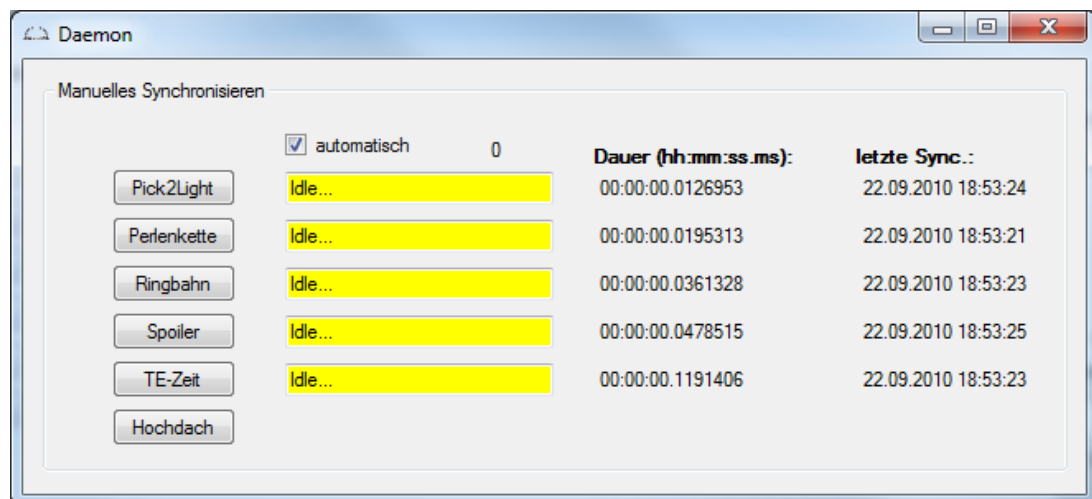 Daemon
Manuelles Synchronisieren
automatisch 0 Dauer (hh:mm:ss.ms): letzte Sync.:
Pick2Light Idle... 00:00:00.0126953 22.09.2010 18:53:24
Perlenkette Idle... 00:00:00.0195313 22.09.2010 18:53:21
Ringbahn Idle... 00:00:00.0361328 22.09.2010 18:53:23
Spoiler Idle... 00:00:00.0478515 22.09.2010 18:53:25
TE-Zeit Idle... 00:00:00.1191406 22.09.2010 18:53:23
Hochdach